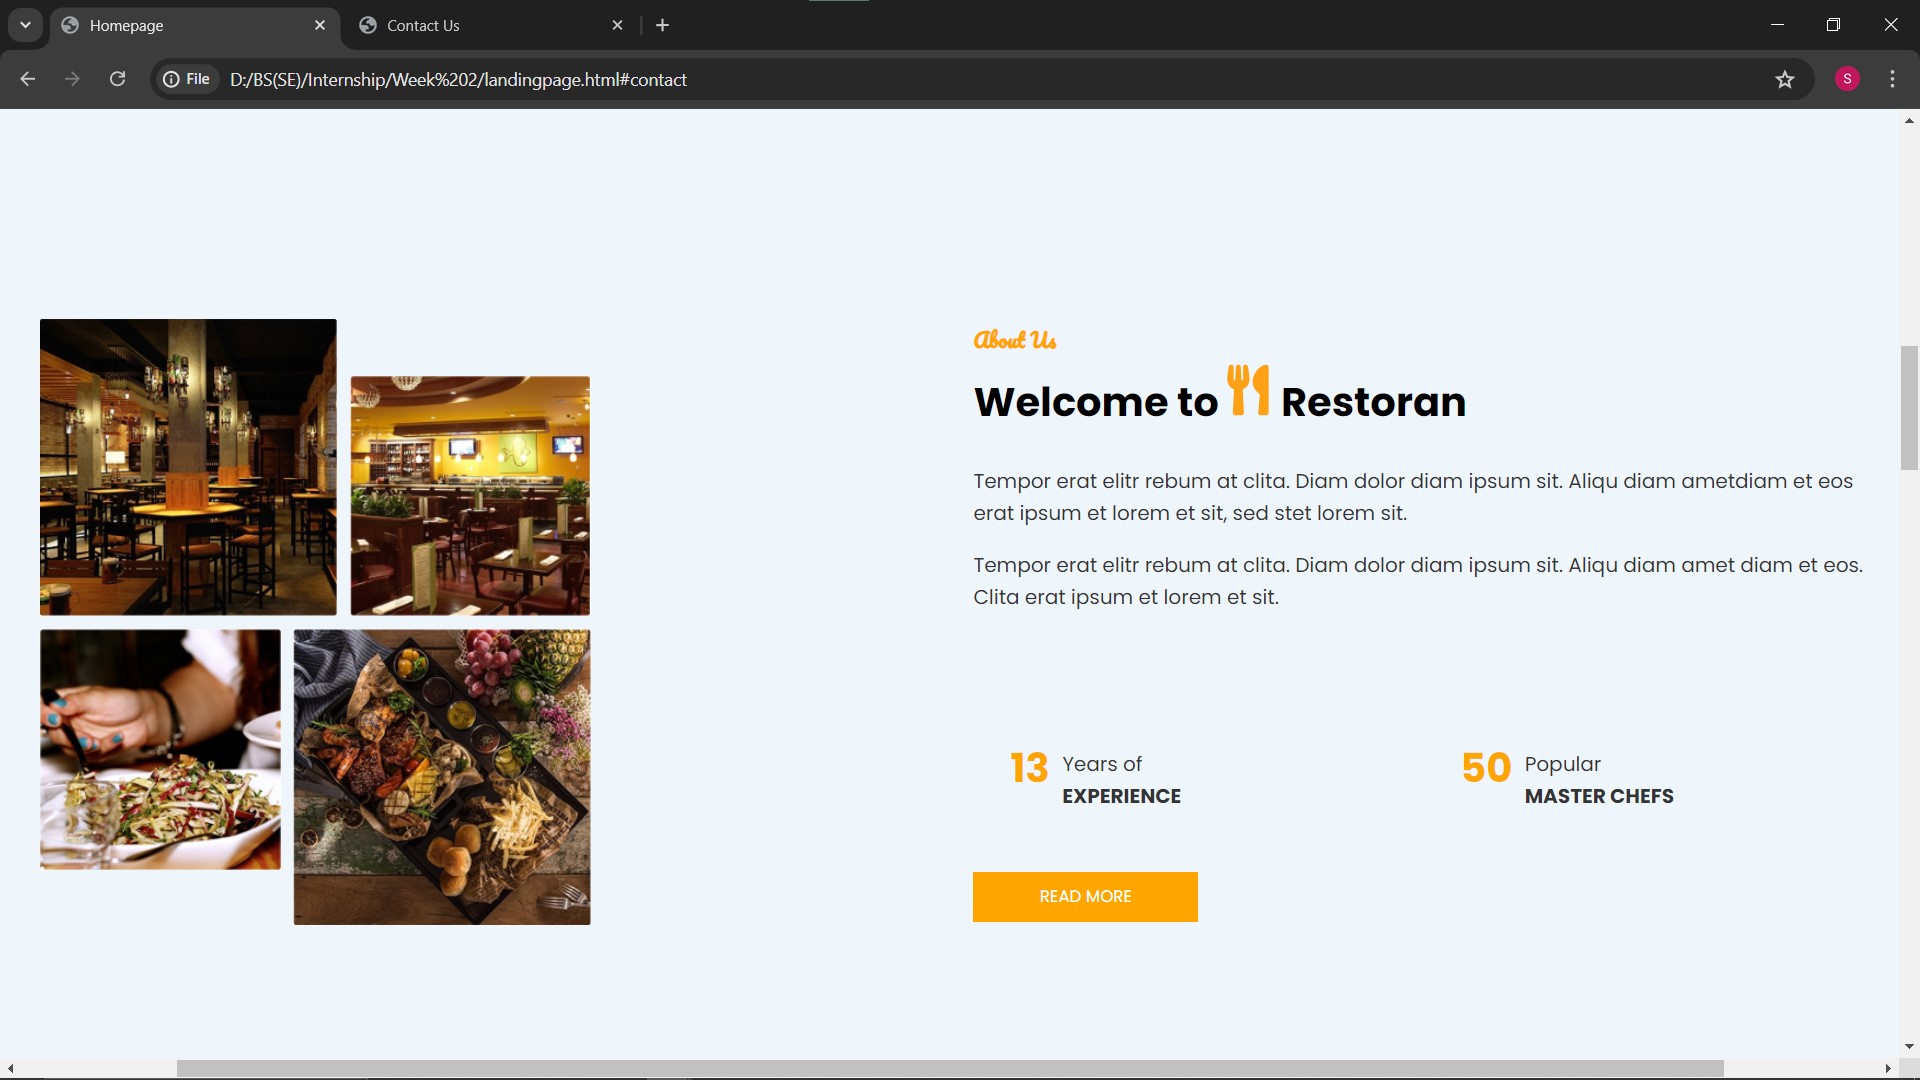 Homepage
Contact Us
File
D:/BS(SE)/Internship/Week%202/landingpage.html#contact
S
About Us
Welcome to Restoran
Tempor erat elitr rebum at clita. Diam dolor diam ipsum sit. Aliqu diam ametdiam et eos
erat ipsum et lorem et sit, sed stet lorem sit.
Tempor erat elitr rebum at clita. Diam dolor diam ipsum sit. Aliqu diam amet diam et eos.
Clita erat ipsum et lorem et sit.
13 Years of
EXPERIENCE
50 Popular
MASTER CHEFS
READ MORE